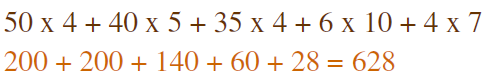 50 x 4 + 40 x 5 + 35 x 4 + 6 x 10 + 4 x 7
200 + 200 + 140 + 60 + 28 = 628